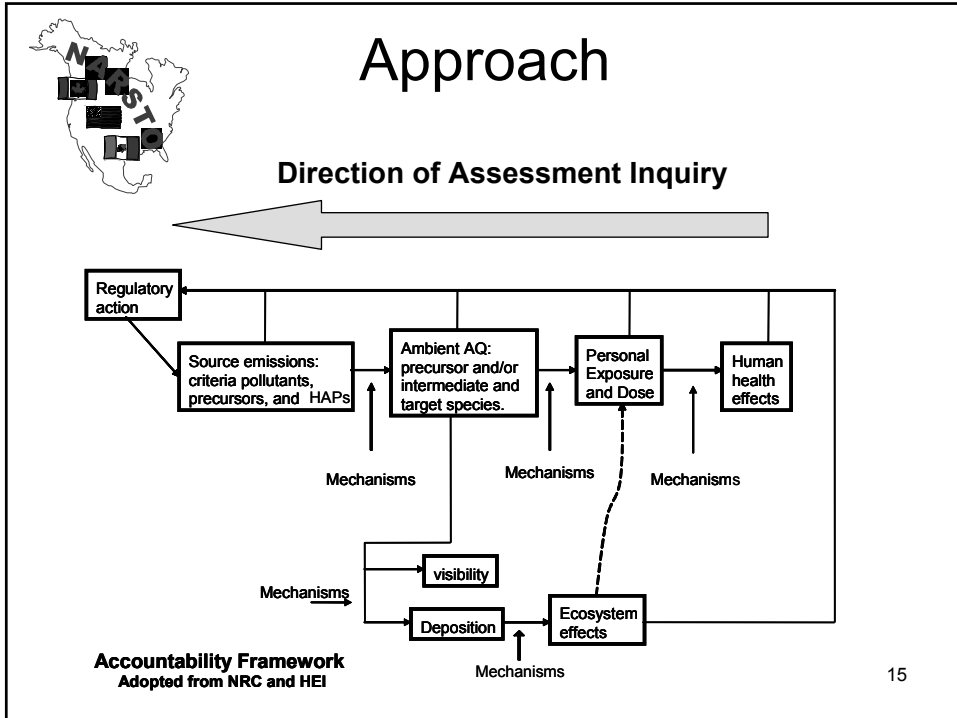 NARSTO
Approach
Direction of Assessment Inquiry
Regulatory
action
Source emissions:
criteria pollutants,
precursors, and HAPs
Ambient AQ:
precursor and/or
intermediate and
target species.
Personal
Exposure
and Dose
Human
health
effects
Mechanisms
Mechanisms
Mechanisms
Mechanisms
visibility
Deposition
Ecosystem
effects
Mechanisms
Accountability Framework
Adopted from NRC and HEI
15